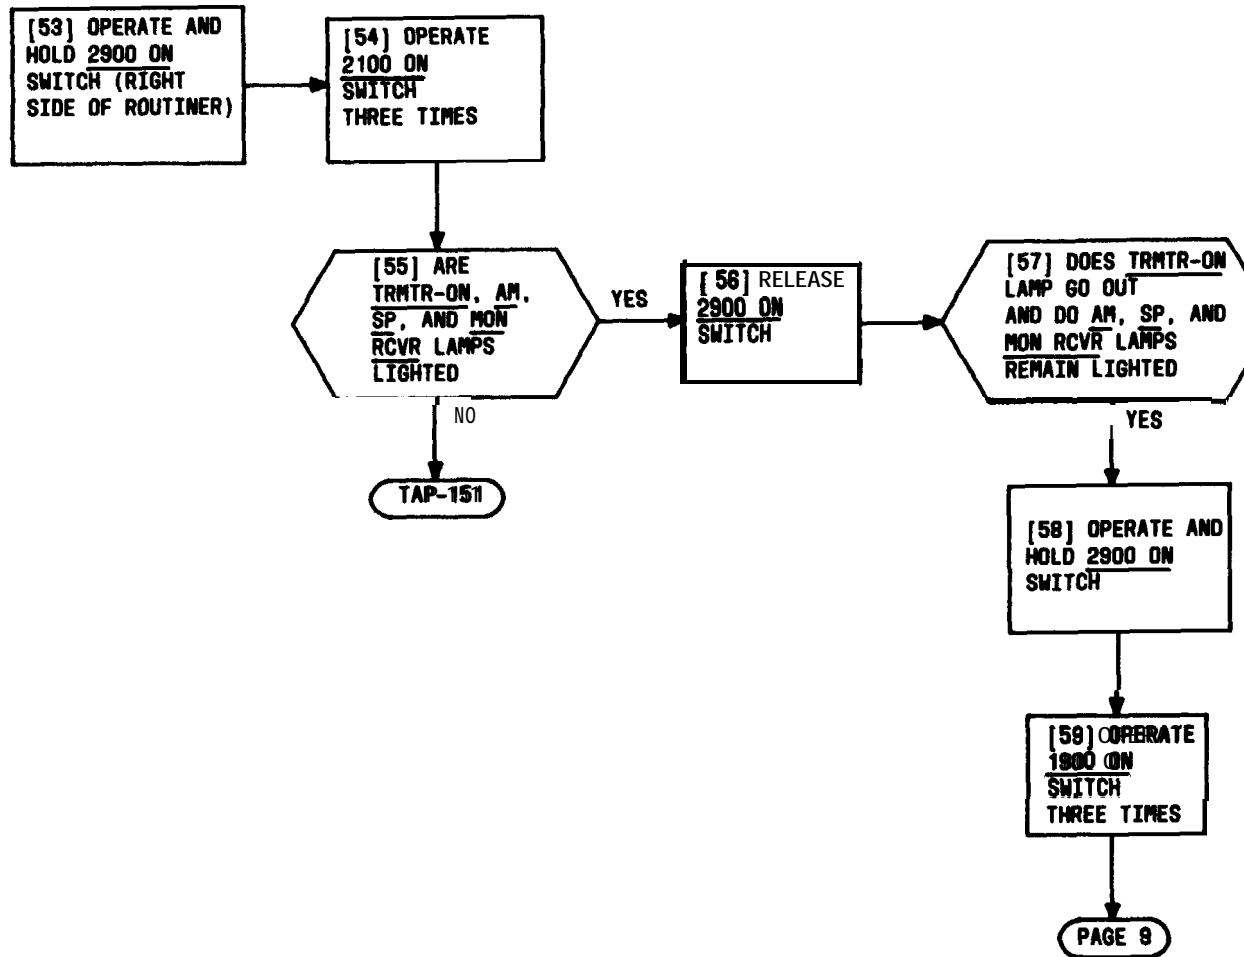 [53] OPERATE AND
HOLD 2900 ON
SWITCH (RIGHT
SIDE OF ROUTINER)
[54] OPERATE
2100 ON
SWITCH
THREE TIMES
[55] ARE
TRMTR-ON, AM,
SP, AND MON
RCVR LAMPS
LIGHTED
YES
NO
TAP-151
[56] RELEASE
2900 ON
SWITCH
[57] DOES TRMTR-ON
LAMP GO OUT
AND DO AM, SP, AND
MON RCVR LAMPS
REMAIN LIGHTED
YES
[58] OPERATE AND
HOLD 2900 ON
SWITCH
[59] OPERATE
ON
SWITCH
THREE TIMES
PAGE 9